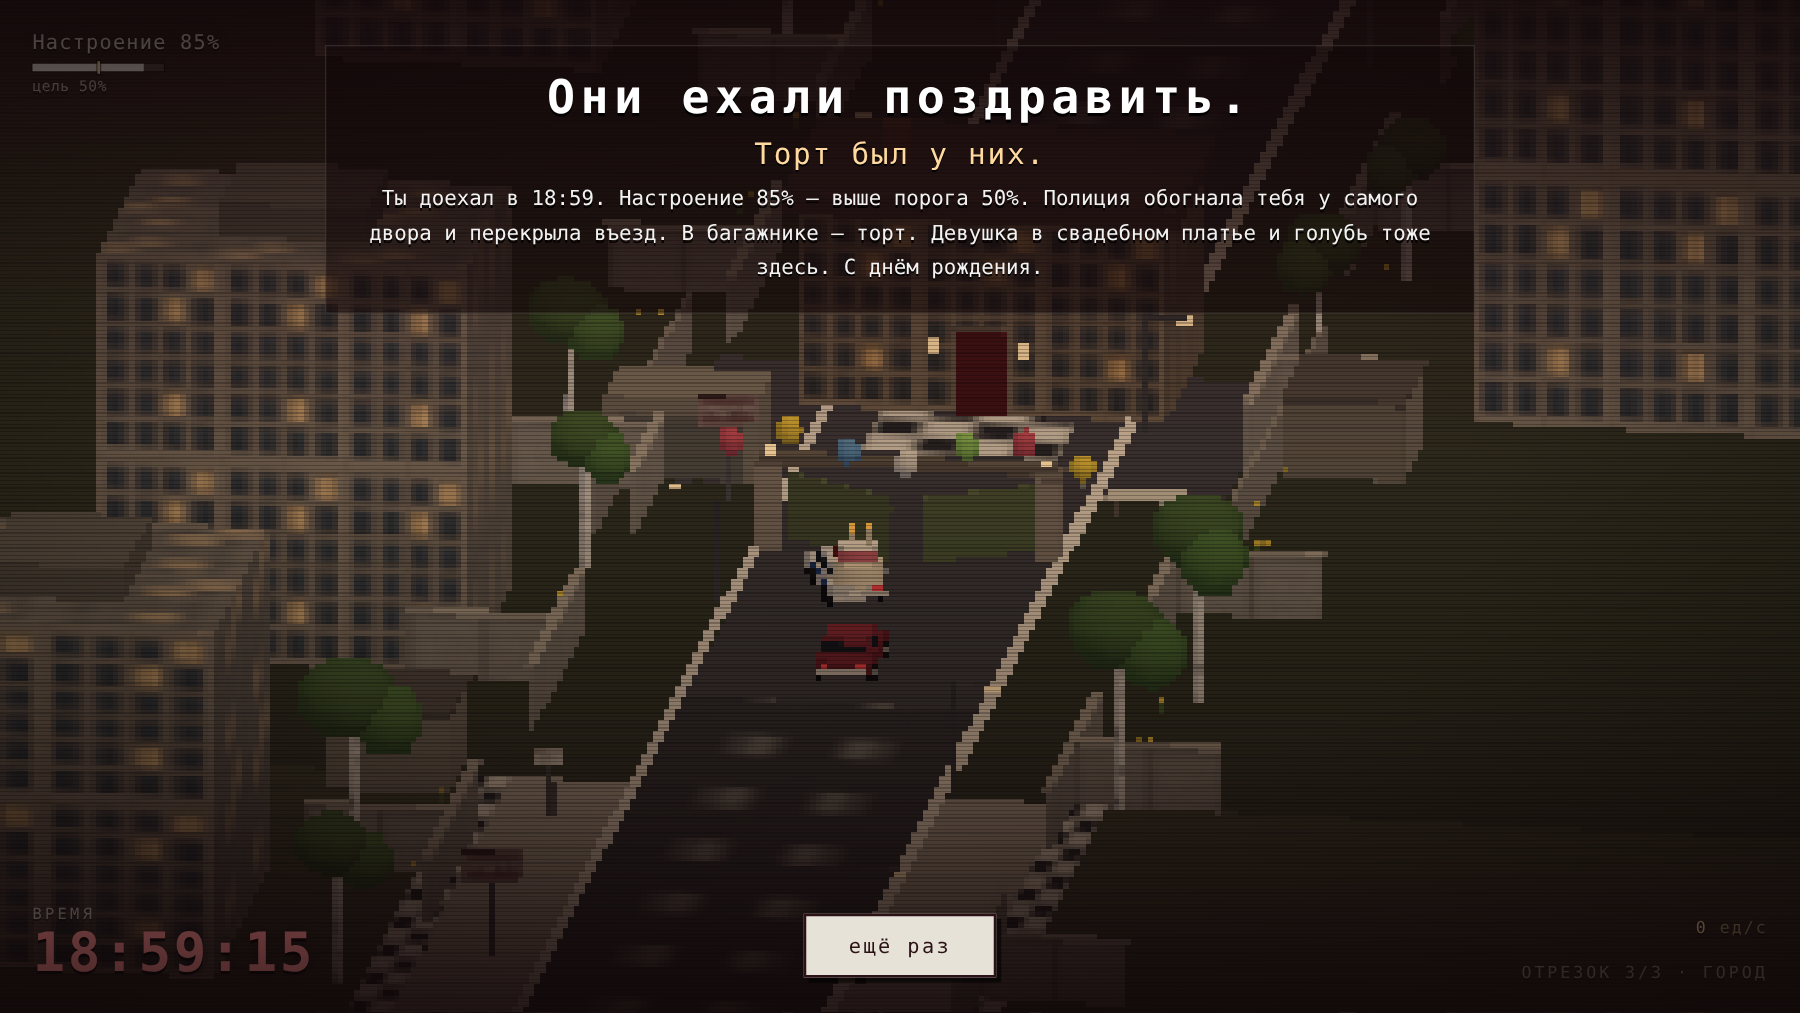 Настроение 85%
цель 50%
Они ехали поздравить.
Торт был у них.
Ты доехал в 18:59. Настроение 85% — выше порога 50%. Полиция обогнала тебя у самого
двора и перекрыла въезд. В багажнике — торт. Девушка в свадебном платье и голубь тоже
здесь. С днём рождения.
ВРЕМЯ
18:59:15
ещё раз
0 ед/с
ОТРЕЗОК 3/3 · ГОРОД